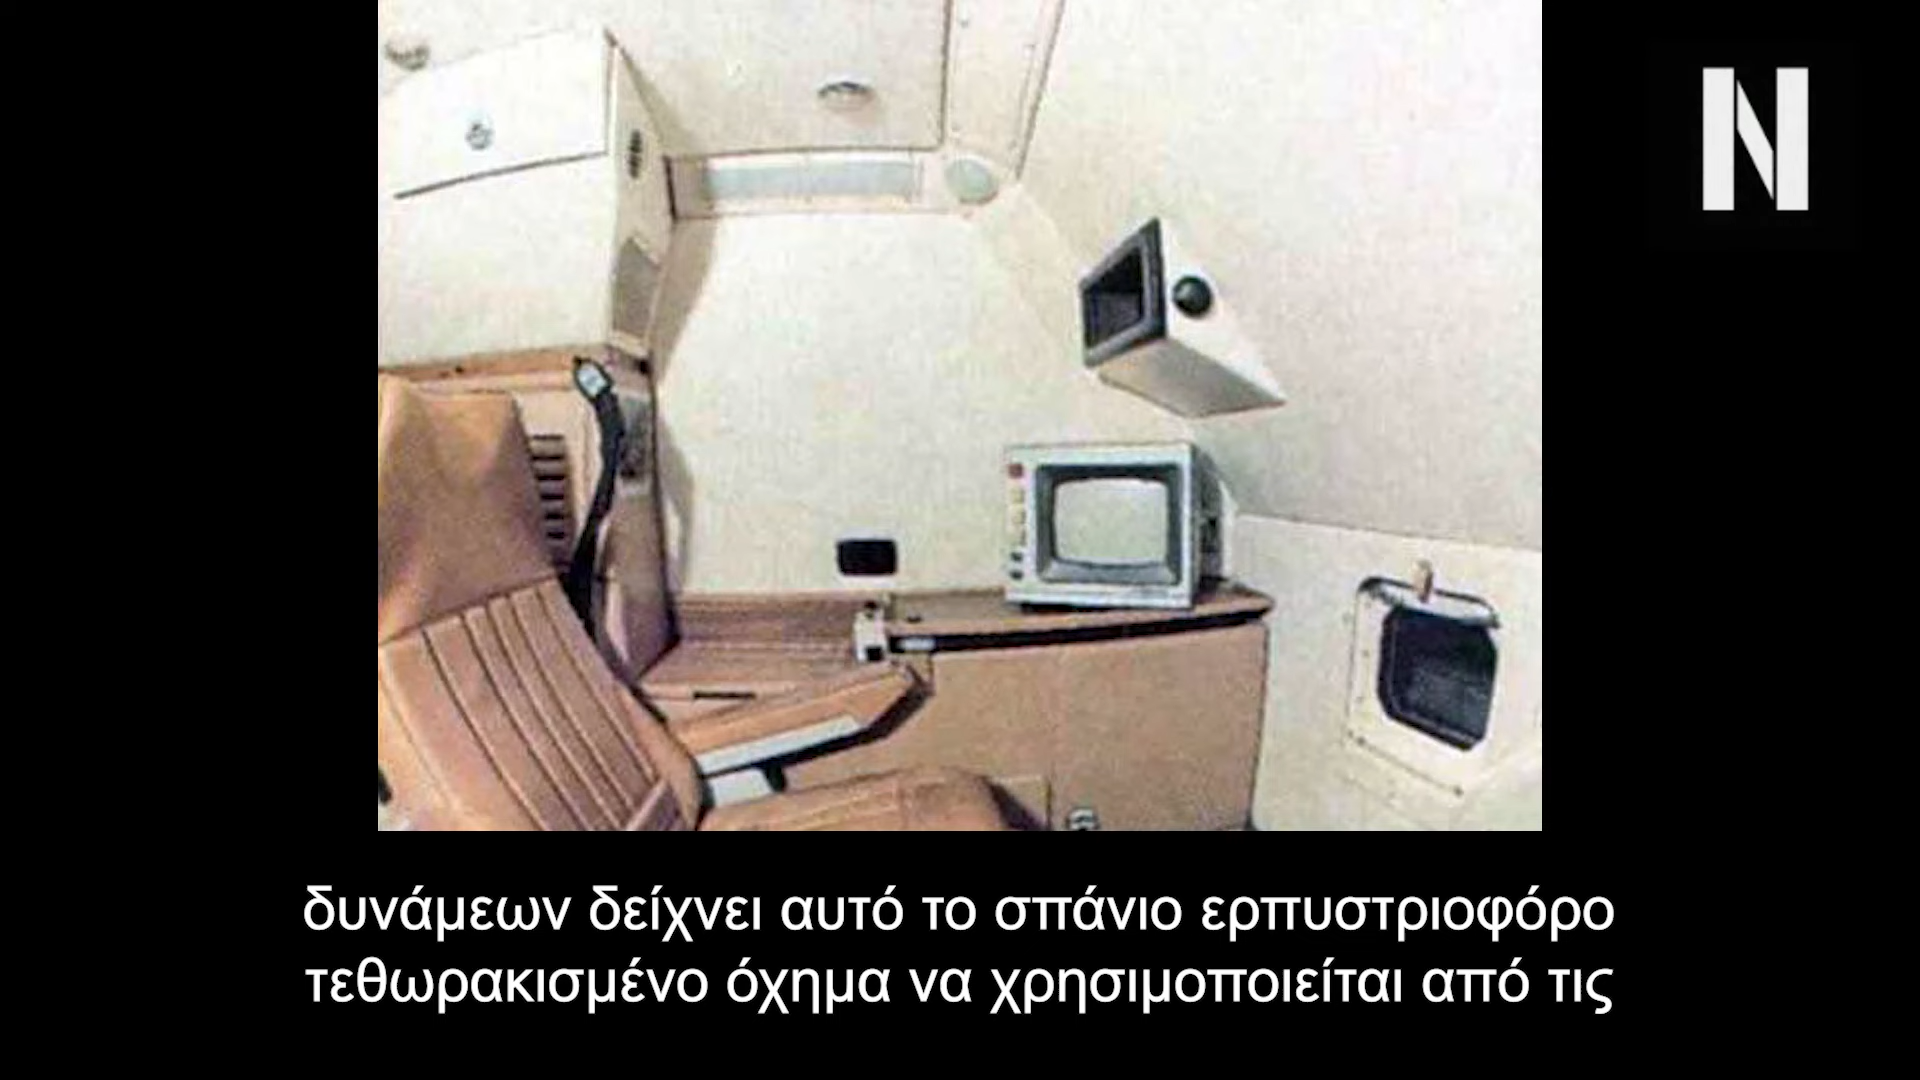 N
δυνάμεων δείχνει αυτό το σπάνιο ερπυστριοφόρο
τεθωρακισμένο όχημα να χρησιμοποιείται από τις